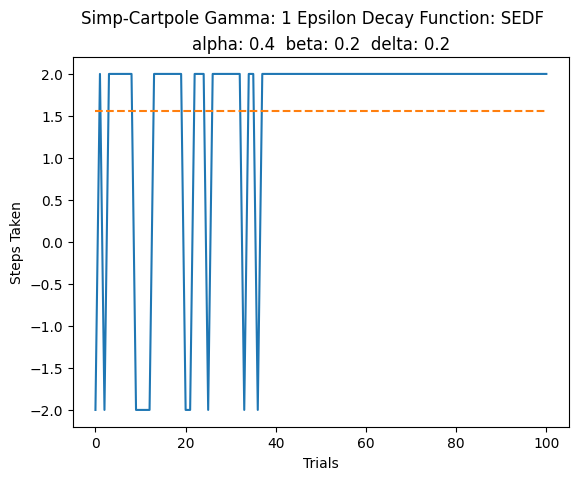 Simp-Cartpole Gamma: 1 Epsilon Decay Function: SEDF
alpha: 0.4  beta: 0.2  delta: 0.2
2.0
1.5
1.0
0.5
0.0
−0.5
−1.0
−1.5
−2.0
Steps Taken
0 20 40 60 80 100
Trials